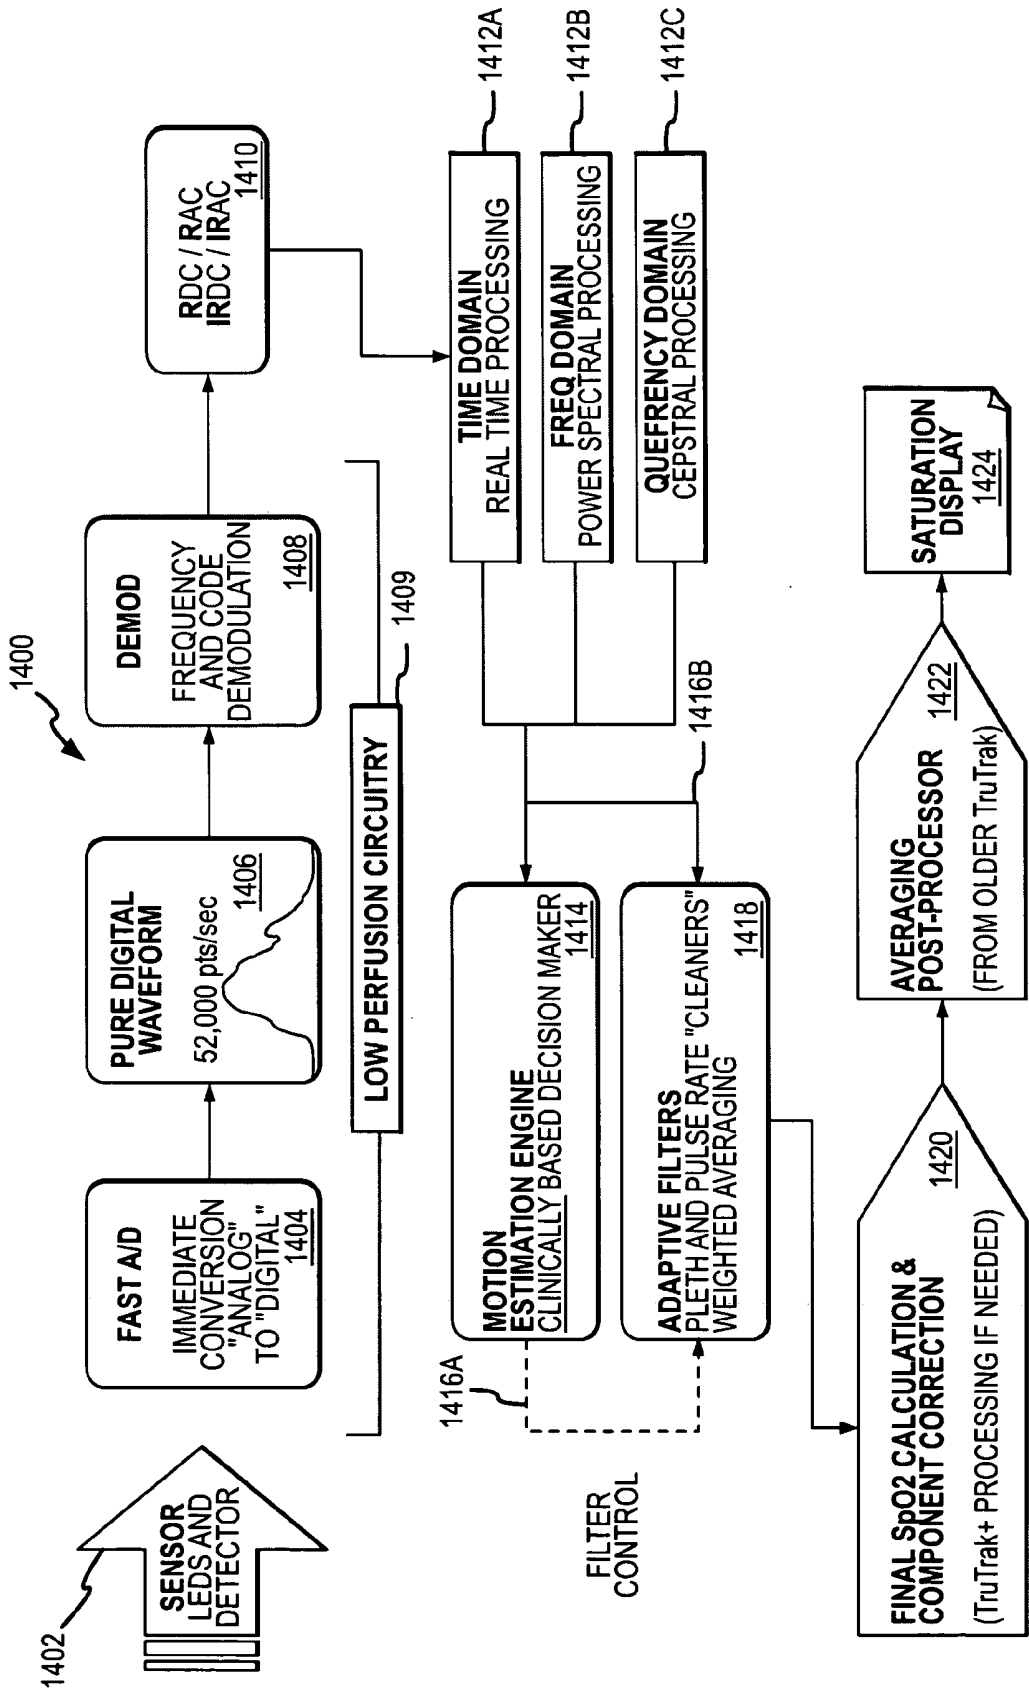 1400
1402
SENSOR
LEDS AND
DETECTOR
FAST A/D
IMMEDIATE
CONVERSION
"ANALOG"
TO "DIGITAL"
1404
PURE DIGITAL
WAVEFORM
52,000 pts/sec
1406
DEMOD
FREQUENCY
AND CODE
DEMODULATION
1408
RDC / RAC
IRDC / IRAC
1410
LOW PERFUSION CIRCUITRY
1409
TIME DOMAIN
REAL TIME PROCESSING
1412A
FREQ DOMAIN
POWER SPECTRAL PROCESSING
1412B
QUEFRENCY DOMAIN
CEPSTRAL PROCESSING
1412C
1416A
MOTION
ESTIMATION ENGINE
CLINICALLY BASED DECISION MAKER
1414
1416B
FILTER
CONTROL
ADAPTIVE FILTERS
PLETH AND PULSE RATE "CLEANERS"
WEIGHTED AVERAGING
1418
FINAL SpO2 CALCULATION &
COMPONENT CORRECTION
(TruTrak+ PROCESSING IF NEEDED)
1420
AVERAGING
POST-PROCESSOR
(FROM OLDER TruTrak)
1422
SATURATION
DISPLAY
1424